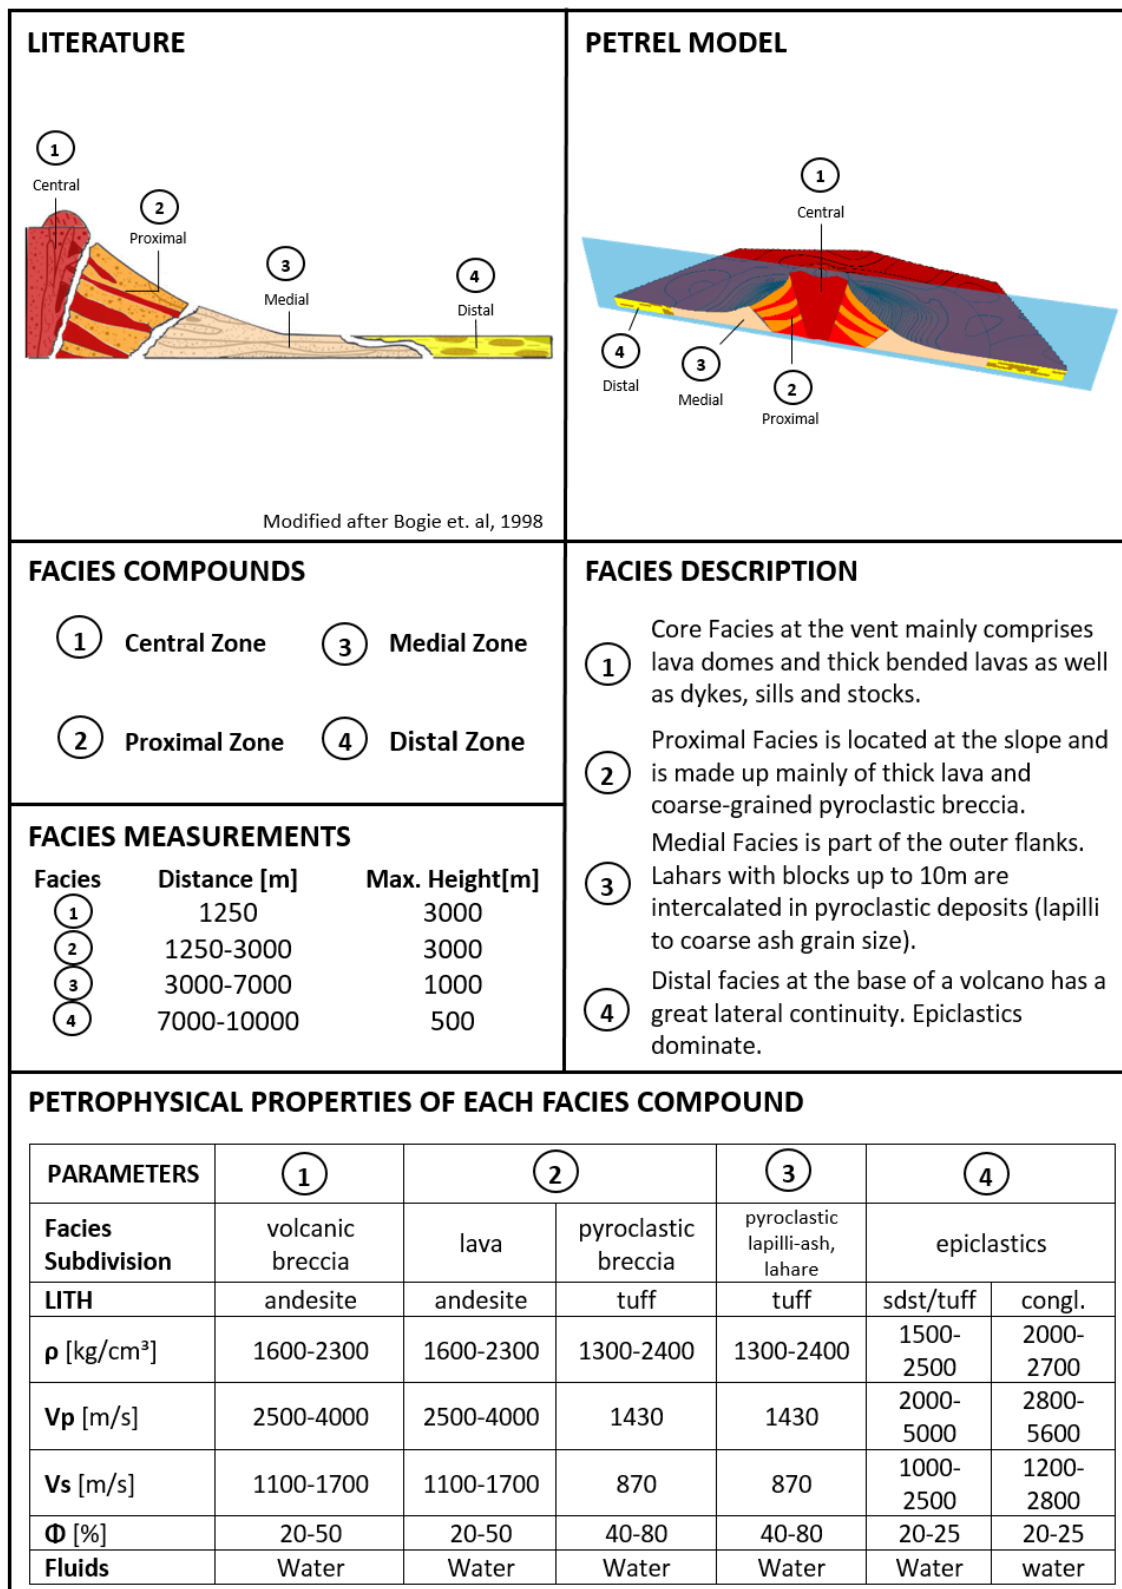 LITERATURE
1
Central
2
Proximal
3
Medial
4
Distal
Modified after Bogie et. al, 1998
PETREL MODEL
1
Central
4
Distal
3
Medial
2
Proximal
FACIES COMPOUNDS
1 Central Zone
3 Medial Zone
2 Proximal Zone
4 Distal Zone
FACIES MEASUREMENTS
Facies Distance [m] Max. Height[m]
1 1250 3000
2 1250-3000 3000
3 3000-7000 1000
4 7000-10000 500
FACIES DESCRIPTION
1
Core Facies at the vent mainly comprises
lava domes and thick bended lavas as well
as dykes, sills and stocks.
2
Proximal Facies is located at the slope and
is made up mainly of thick lava and
coarse-grained pyroclastic breccia.
3
Medial Facies is part of the outer flanks.
Lahars with blocks up to 10m are
intercalated in pyroclastic deposits (lapilli
to coarse ash grain size).
4
Distal facies at the base of a volcano has a
great lateral continuity. Epiclastics
dominate.
PETROPHYSICAL PROPERTIES OF EACH FACIES COMPOUND
PARAMETERS 1 2 3 4
Facies
Subdivision
volcanic
breccia
lava
pyroclastic
breccia
pyroclastic
lapilli-ash,
lahare
epiclastics
LITH andesite andesite tuff tuff sdst/tuff congl.
ρ [kg/cm³] 1600-2300 1600-2300 1300-2400 1300-2400
1500-
2500
2000-
2700
Vp [m/s] 2500-4000 2500-4000 1430 1430
2000-
5000
2800-
5600
Vs [m/s] 1100-1700 1100-1700 870 870
1000-
2500
1200-
2800
Φ [%] 20-50 20-50 40-80 40-80 20-25 20-25
Fluids Water Water Water Water Water water